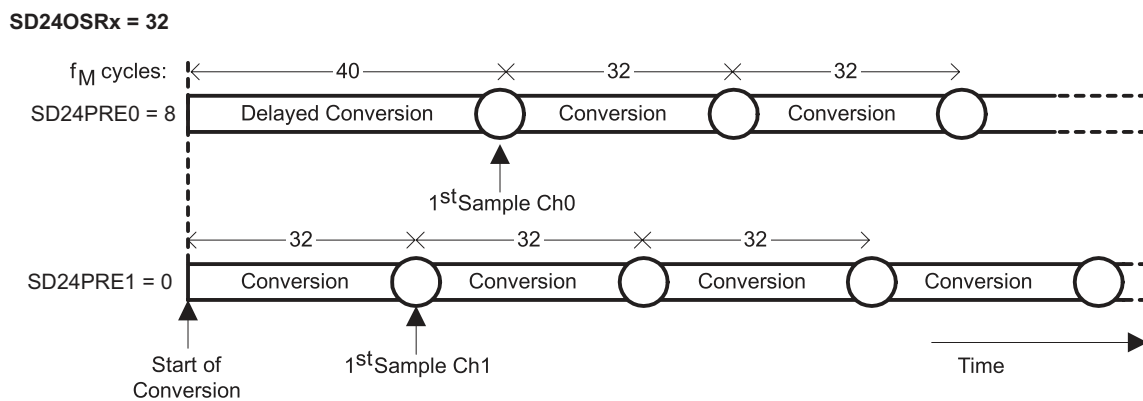 SD24OSRx = 32
fM cycles: 40 32 32
SD24PRE0 = 8 Delayed Conversion Conversion Conversion
1st Sample Ch0
32 32 32
SD24PRE1 = 0 Conversion Conversion Conversion Conversion
Start of
Conversion
1st Sample Ch1
Time